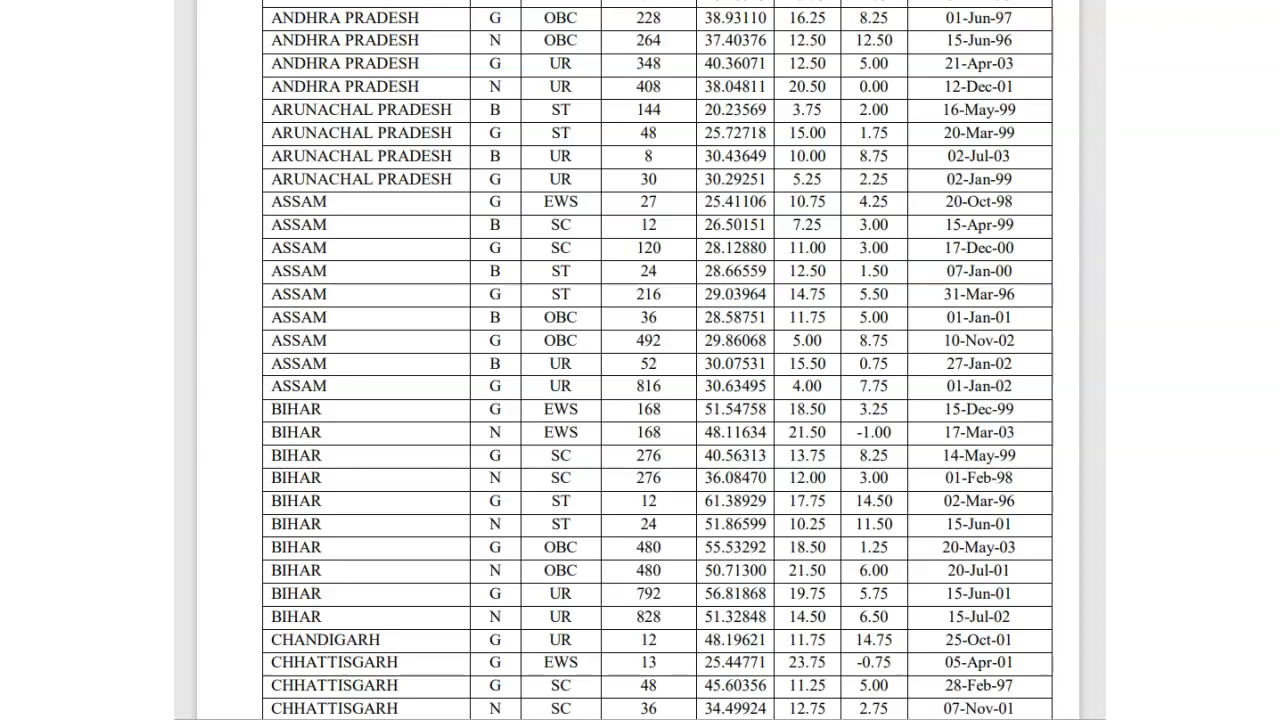 ANDHRA PRADESH G OBC 228 38.93110 16.25 8.25 01-Jun-97
ANDHRA PRADESH N OBC 264 37.40376 12.50 12.50 15-Jun-96
ANDHRA PRADESH G UR 348 40.36071 12.50 5.00 21-Apr-03
ANDHRA PRADESH N UR 408 38.04811 20.50 0.00 12-Dec-01
ARUNACHAL PRADESH B ST 144 20.23569 3.75 2.00 16-May-99
ARUNACHAL PRADESH G ST 48 25.72718 15.00 1.75 20-Mar-99
ARUNACHAL PRADESH B UR 8 30.43649 10.00 8.75 02-Jul-03
ARUNACHAL PRADESH G UR 30 30.29251 5.25 2.25 02-Jan-99
ASSAM G EWS 27 25.41106 10.75 4.25 20-Oct-98
ASSAM B SC 12 26.50151 7.25 3.00 15-Apr-99
ASSAM G SC 120 28.12880 11.00 3.00 17-Dec-00
ASSAM B ST 24 28.66559 12.50 1.50 07-Jan-00
ASSAM G ST 216 29.03964 14.75 5.50 31-Mar-96
ASSAM B OBC 36 28.58751 11.75 5.00 01-Jan-01
ASSAM G OBC 492 29.86068 5.00 8.75 10-Nov-02
ASSAM B UR 52 30.07531 15.50 0.75 27-Jan-02
ASSAM G UR 816 30.63495 4.00 7.75 01-Jan-02
BIHAR G EWS 168 51.54758 18.50 3.25 15-Dec-99
BIHAR N EWS 168 48.11634 21.50 -1.00 17-Mar-03
BIHAR G SC 276 40.56313 13.75 8.25 14-May-99
BIHAR N SC 276 36.08470 12.00 3.00 01-Feb-98
BIHAR G ST 12 61.38929 17.75 14.50 02-Mar-96
BIHAR N ST 24 51.86599 10.25 11.50 15-Jun-01
BIHAR G OBC 480 55.53292 18.50 1.25 20-May-03
BIHAR N OBC 480 50.71300 21.50 6.00 20-Jul-01
BIHAR G UR 792 56.81868 19.75 5.75 15-Jun-01
BIHAR N UR 828 51.32848 14.50 6.50 15-Jul-02
CHANDIGARH G UR 12 48.19621 11.75 14.75 25-Oct-01
CHHATTISGARH G EWS 13 25.44771 23.75 -0.75 05-Apr-01
CHHATTISGARH G SC 48 45.60356 11.25 5.00 28-Feb-97
CHHATTISGARH N SC 36 34.49924 12.75 2.75 07-Nov-01